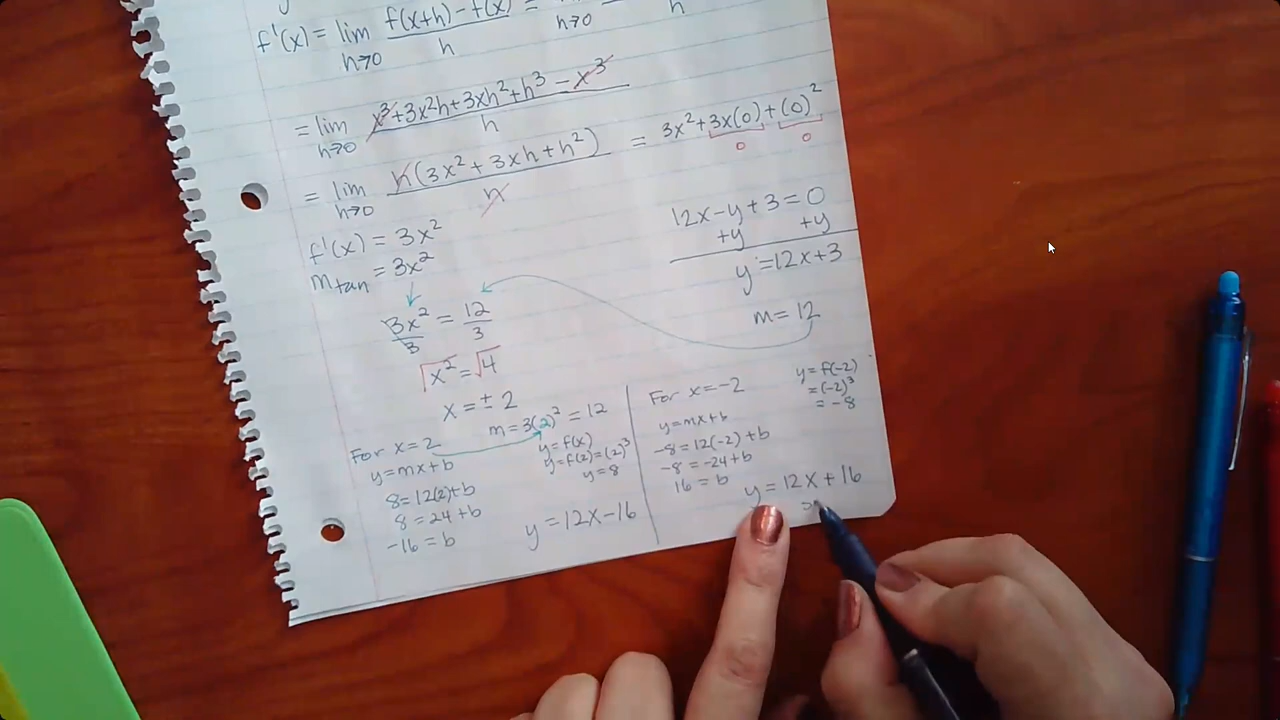 f'(x) = lim h→0 f(x+h) - f(x) / h = h→0 h
= lim h→0 x³ + 3x²h + 3xh² + h³ - x³ / h
= lim h→0 h(3x² + 3xh + h²) / h = 3x² + 3x(0) + (0)²
0 0
f'(x) = 3x²
m tan = 3x²
12x - y + 3 = 0
+y +y
y = 12x + 3
m = 12
3x²/3 = 12/3
√x² = √4
x = ± 2
m = 3(2)² = 12
For x = 2
y = mx + b
8 = 12(2) + b
8 = 24 + b
-16 = b
y = f(x)
y = f(2) = (2)³
y = 8
y = 12x - 16
For x = -2
y = mx + b
-8 = 12(-2) + b
-8 = -24 + b
16 = b
y = f(-2)
= (-2)³
= -8
y = 12x + 16